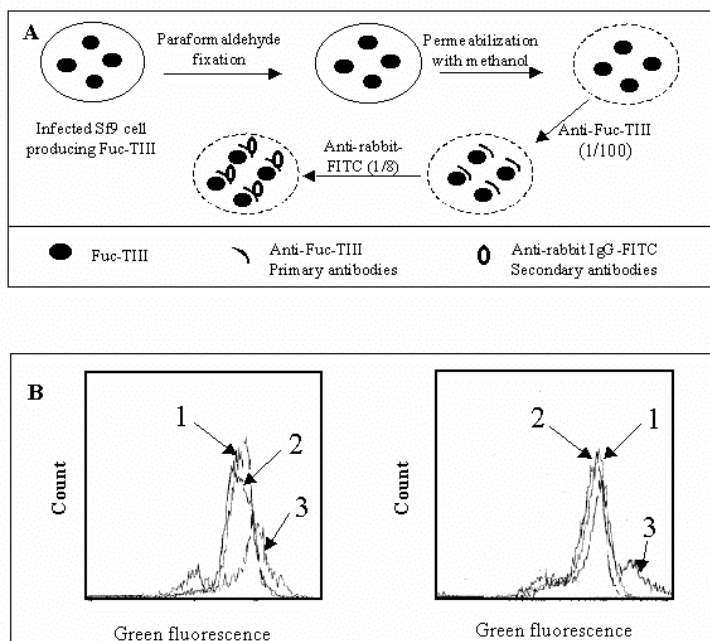 A
Paraformaldehyde
fixation
Permeabilization
with methanol
Infected Sf9 cell
producing Fuc-TIII
Anti-rabbit-
FITC (1/8)
Anti-Fuc-TIII
(1/100)
Fuc-TIII
Anti-Fuc-TIII
Primary antibodies
Anti-rabbit IgG-FITC
Secondary antibodies
B
1
2
3
Count
Green fluorescence
2
1
3
Count
Green fluorescence